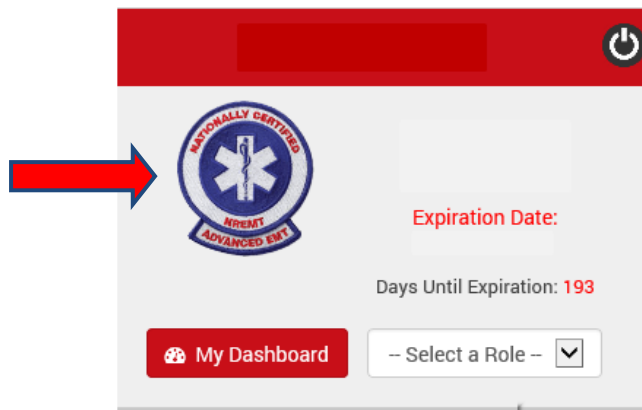 NATIONALLY CERTIFIED
NREMT
ADVANCED EMT
Expiration Date:
Days Until Expiration: 193
My Dashboard
-- Select a Role --